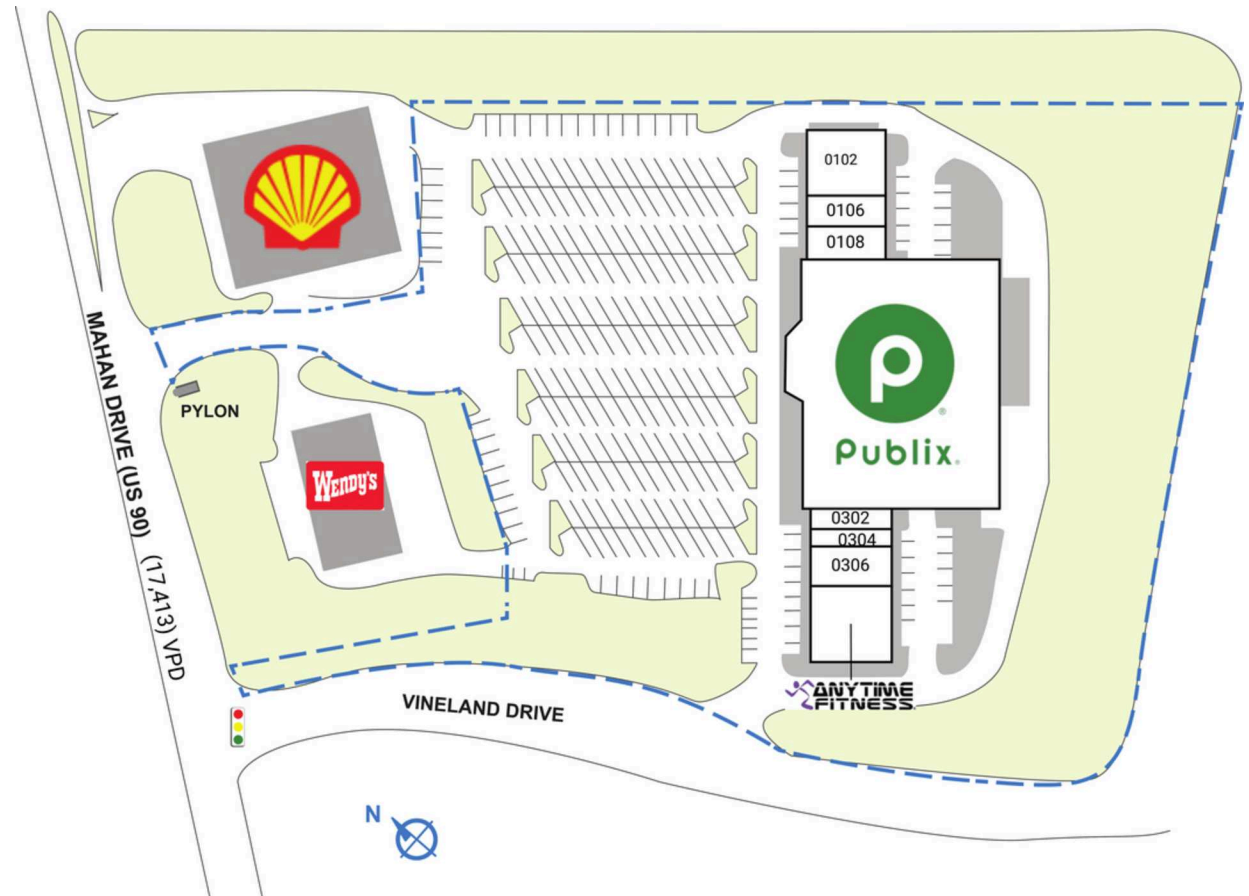 0102
0106
0108
MAHAN DRIVE (US 90) (17,413) VPD
PYLON
WENDY'S
Publix®
0302
0304
0306
ANYTIME
FITNESS
VINELAND DRIVE
N